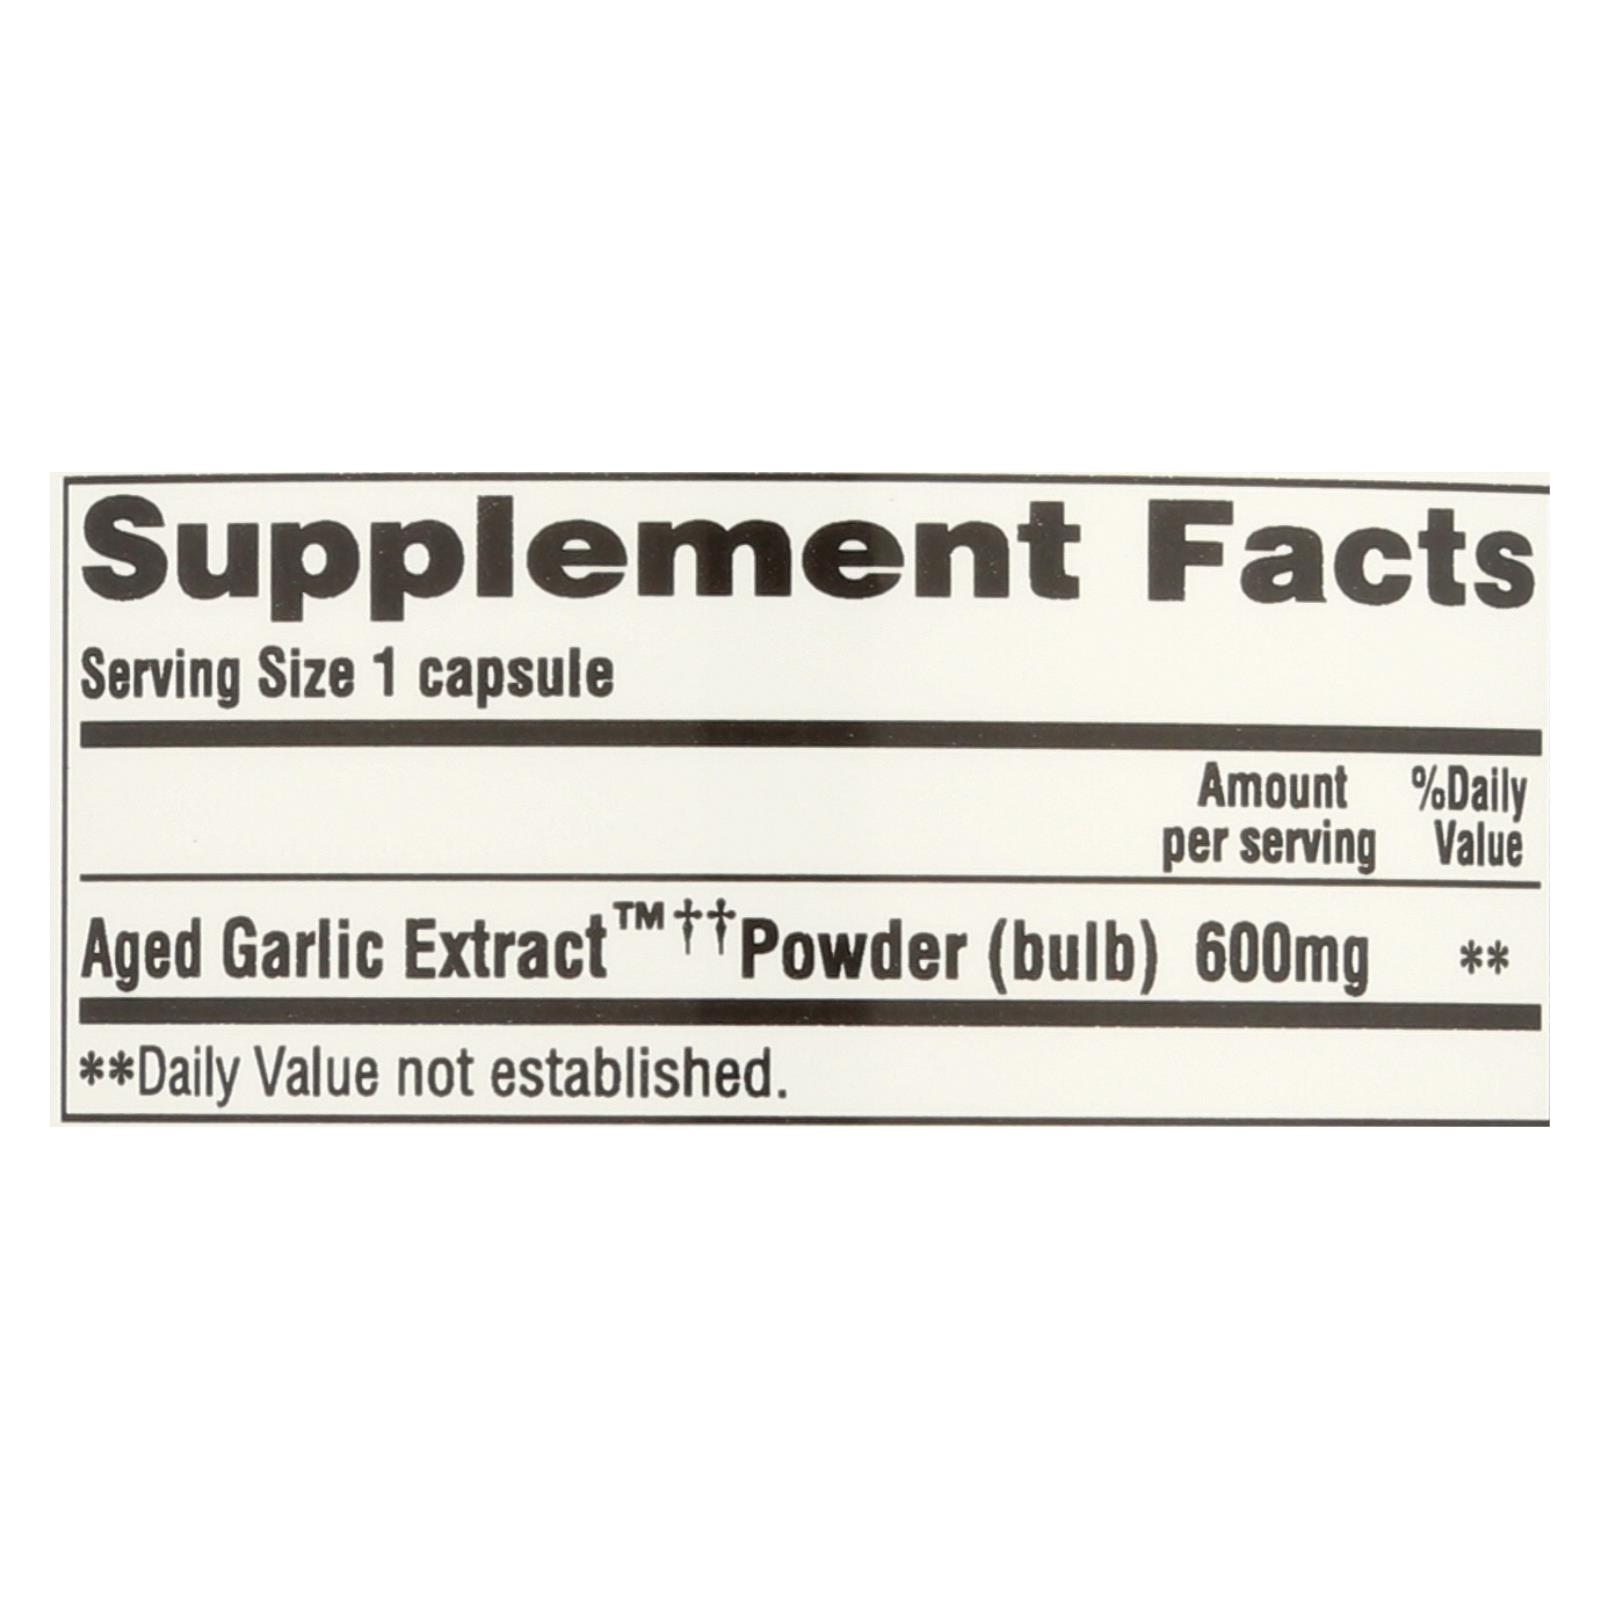 Supplement Facts
Serving Size 1 capsule
Amount %Daily
per serving Value
Aged Garlic Extract™†† Powder (bulb) 600mg **
**Daily Value not established.